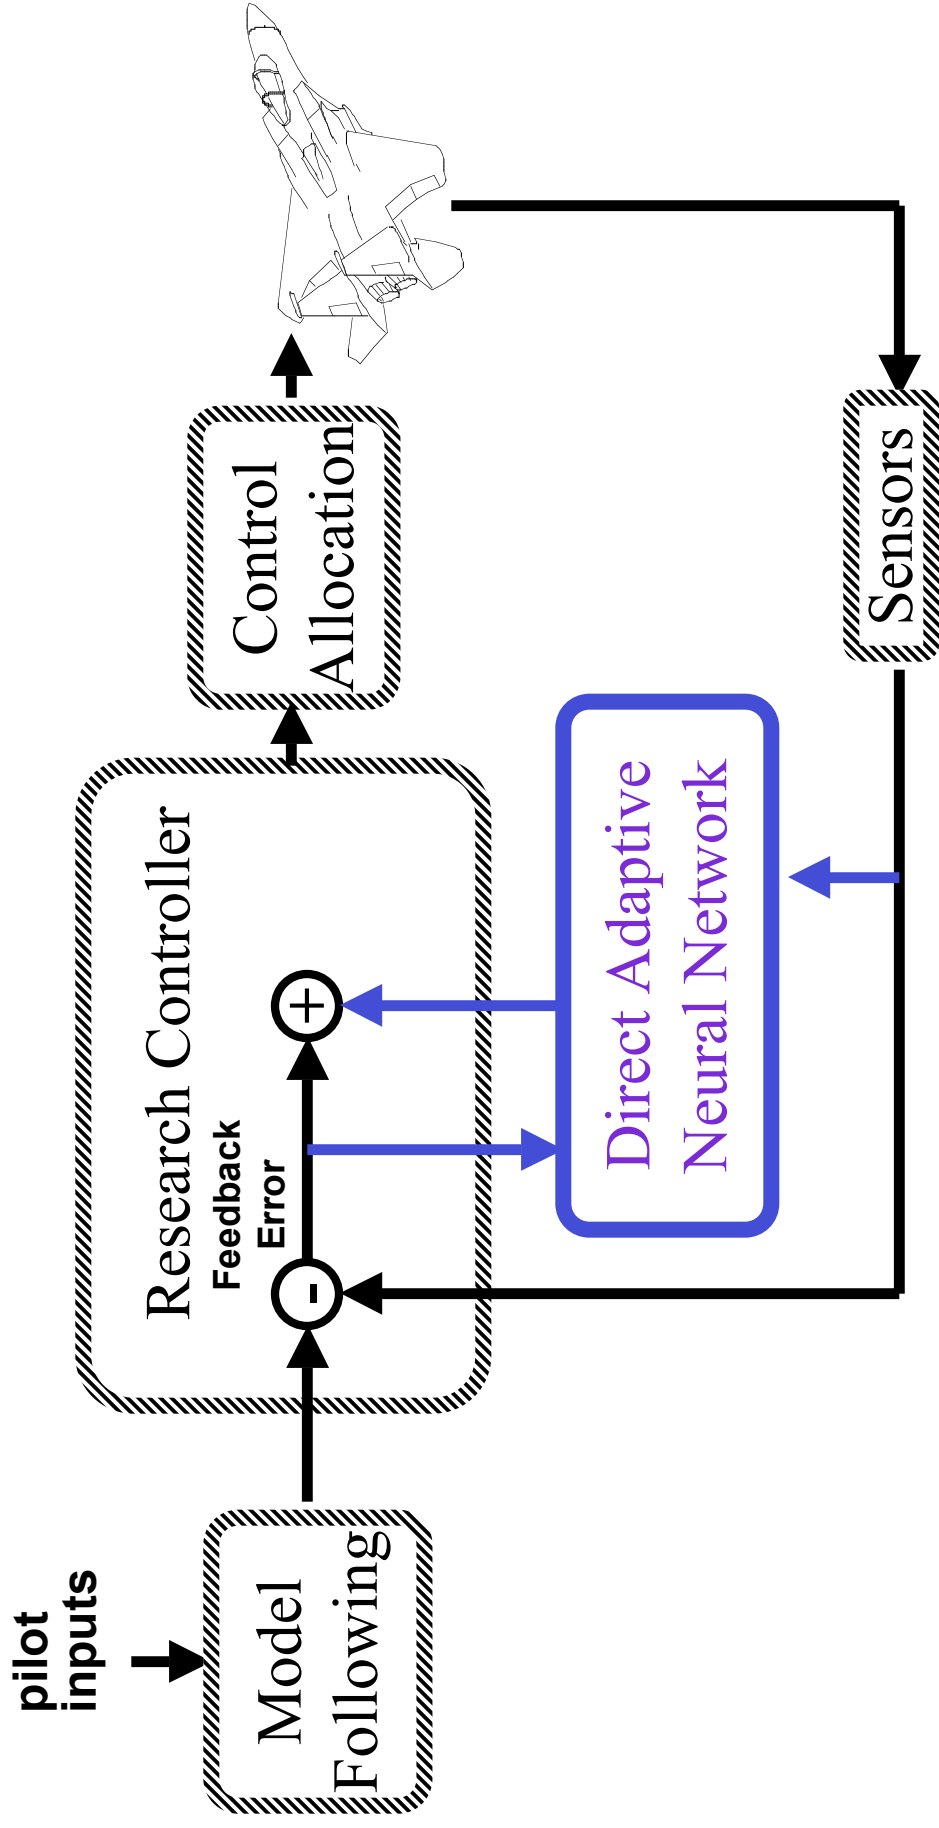 pilot
inputs
Model
Following
Research Controller
Feedback
Error
-
+
Control
Allocation
Direct Adaptive
Neural Network
Sensors